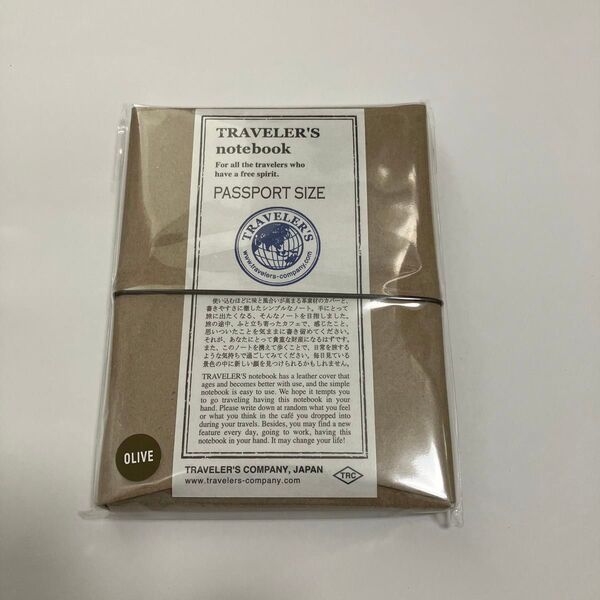 TRAVELER'S
notebook
For all the travelers who
have a free spirit.
PASSPORT SIZE
TRAVELER'S
www.travelers-company.com
使い込むほどに味と風合いが高まる革素材のカバーと、
書きやすさに徹したシンプルなノート。手にとって
旅に出たくなる、そんなノートを目指しました。
旅の途中、ふと立ち寄ったカフェで、感じたこと、
思いついたことを気ままに書き留めてください。
それが、あなたにとって貴重な財産になるはずです。
また、このノートを携えて歩くことで、日常を旅する
ような気持ちで過ごしてみてください。毎日見ている
景色の中に新しい顔を見つけられるかもしれません。
TRAVELER'S notebook has a leather cover that
ages and becomes better with use, and the simple
notebook is easy to use. We hope it tempts you
to go traveling having this notebook in your
hand. Please write down at random what you feel
or what you think in the café you dropped into
during your travels. Besides, you may find a new
feature every day, going to work, having this
notebook in your hand. It may change your life!
OLIVE
TRAVELER'S COMPANY, JAPAN
www.travelers-company.com
TRC